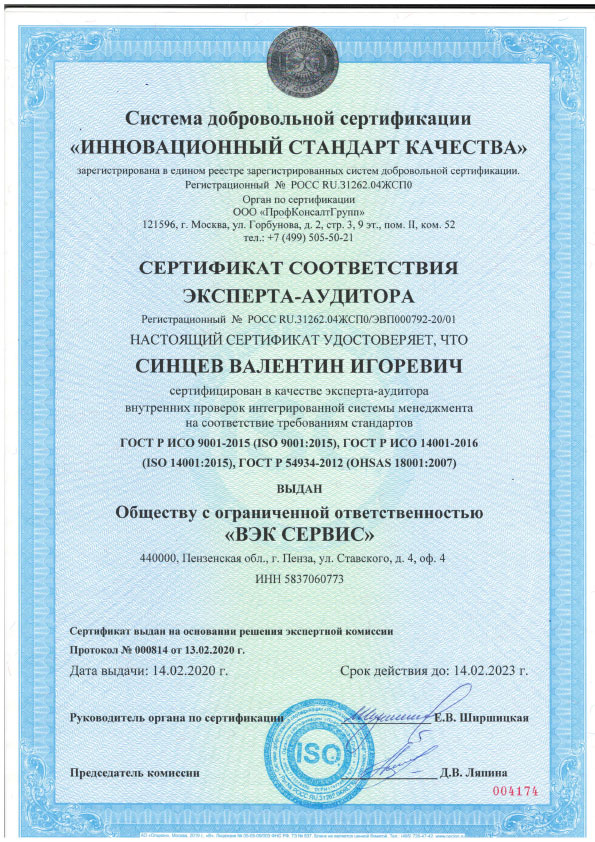 ISO
Система добровольной сертификации
«ИННОВАЦИОННЫЙ СТАНДАРТ КАЧЕСТВА»
зарегистрирована в едином реестре зарегистрированных систем добровольной сертификации.
Регистрационный № РОСС RU.31262.04ЖСП0
Орган по сертификации
ООО «ПрофКонсалтГрупп»
121596, г. Москва, ул. Горбунова, д. 2, стр. 3, 9 эт., пом. II, ком. 52
тел.: +7 (499) 505-50-21
СЕРТИФИКАТ СООТВЕТСТВИЯ
ЭКСПЕРТА-АУДИТОРА
Регистрационный № РОСС RU.31262.04ЖСП0/ЭВП000792-20/01
НАСТОЯЩИЙ СЕРТИФИКАТ УДОСТОВЕРЯЕТ, ЧТО
СИНЦЕВ ВАЛЕНТИН ИГОРЕВИЧ
сертифицирован в качестве эксперта-аудитора
внутренних проверок интегрированной системы менеджмента
на соответствие требованиям стандартов
ГОСТ Р ИСО 9001-2015 (ISO 9001:2015), ГОСТ Р ИСО 14001-2016
(ISO 14001:2015), ГОСТ Р 54934-2012 (OHSAS 18001:2007)
ВЫДАН
Обществу с ограниченной ответственностью
«ВЭК СЕРВИС»
440000, Пензенская обл., г. Пенза, ул. Ставского, д. 4, оф. 4
ИНН 5837060773
Сертификат выдан на основании решения экспертной комиссии
Протокол № 000814 от 13.02.2020 г.
Дата выдачи: 14.02.2020 г. Срок действия до: 14.02.2023 г.
Руководитель органа по сертификации Е.В. Ширшицкая
ISO
Председатель комиссии Д.В. Ляпина
004174